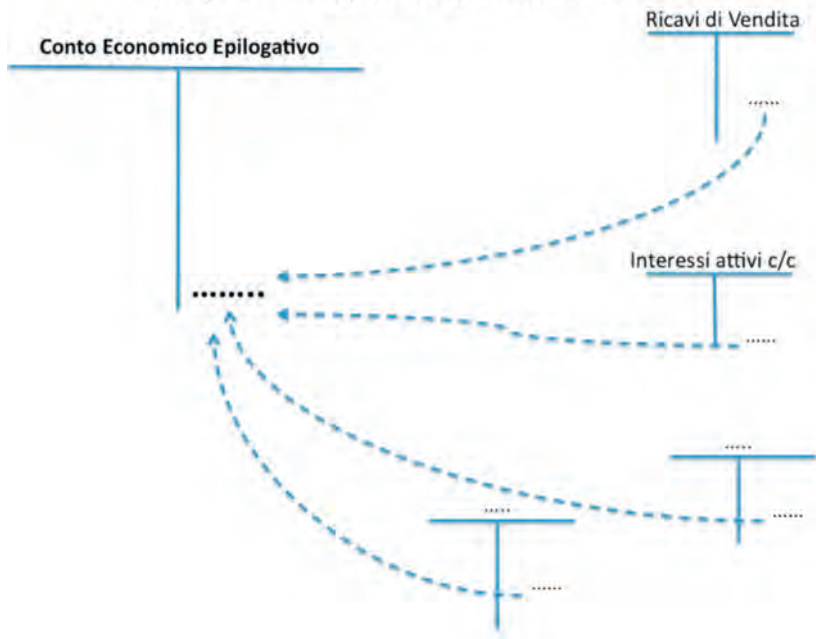 Ricavi di Vendita
Conto Economico Epilogativo
......
Interessi attivi c/c
........
......
.....
......
.....
......